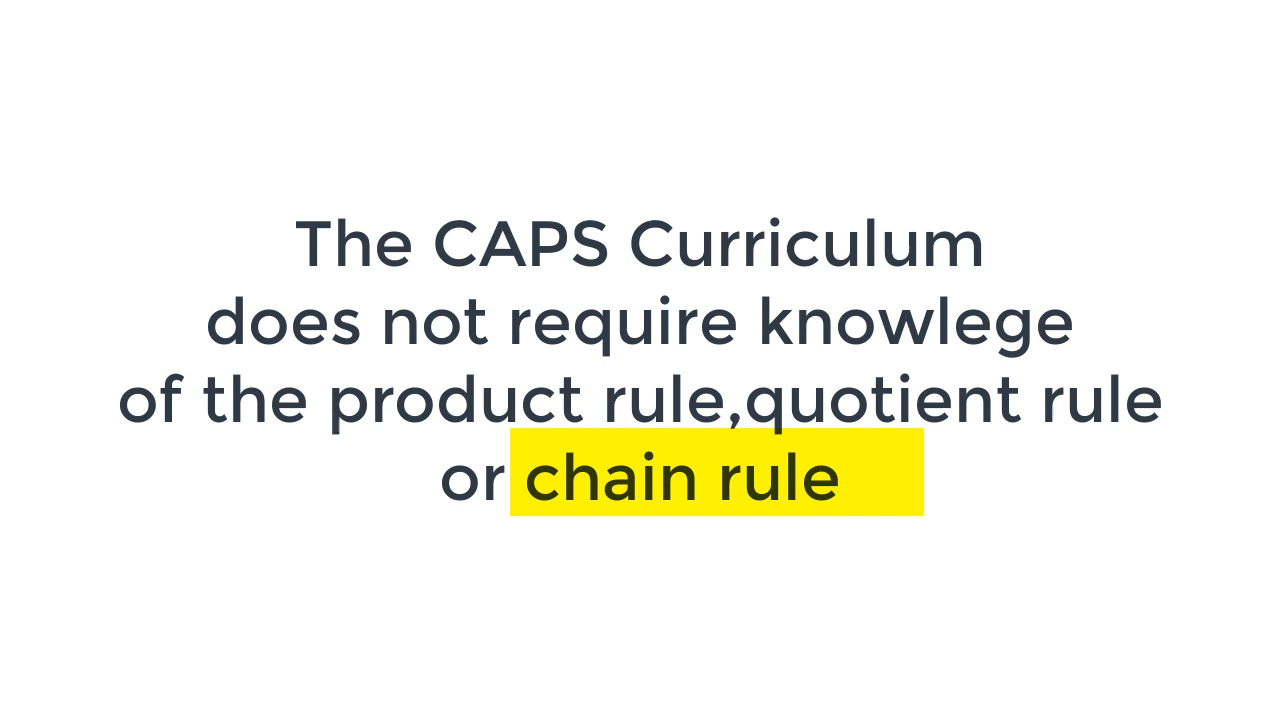 The CAPS Curriculum
does not require knowlege
of the product rule,quotient rule
or chain rule